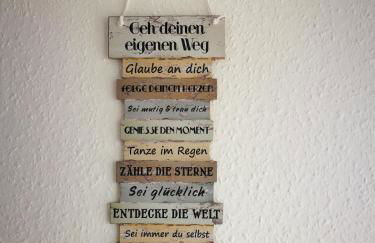 Geh deinen
eigenen Weg
Glaube an dich
FOLGE DEINEM HERZEN
Sei mutig & trau dich
GENIESSE DEN MOMENT
Tanze im Regen
ZÄHLE DIE STERNE
Sei glücklich
ENTDECKE DIE WELT
Sei immer du selbst